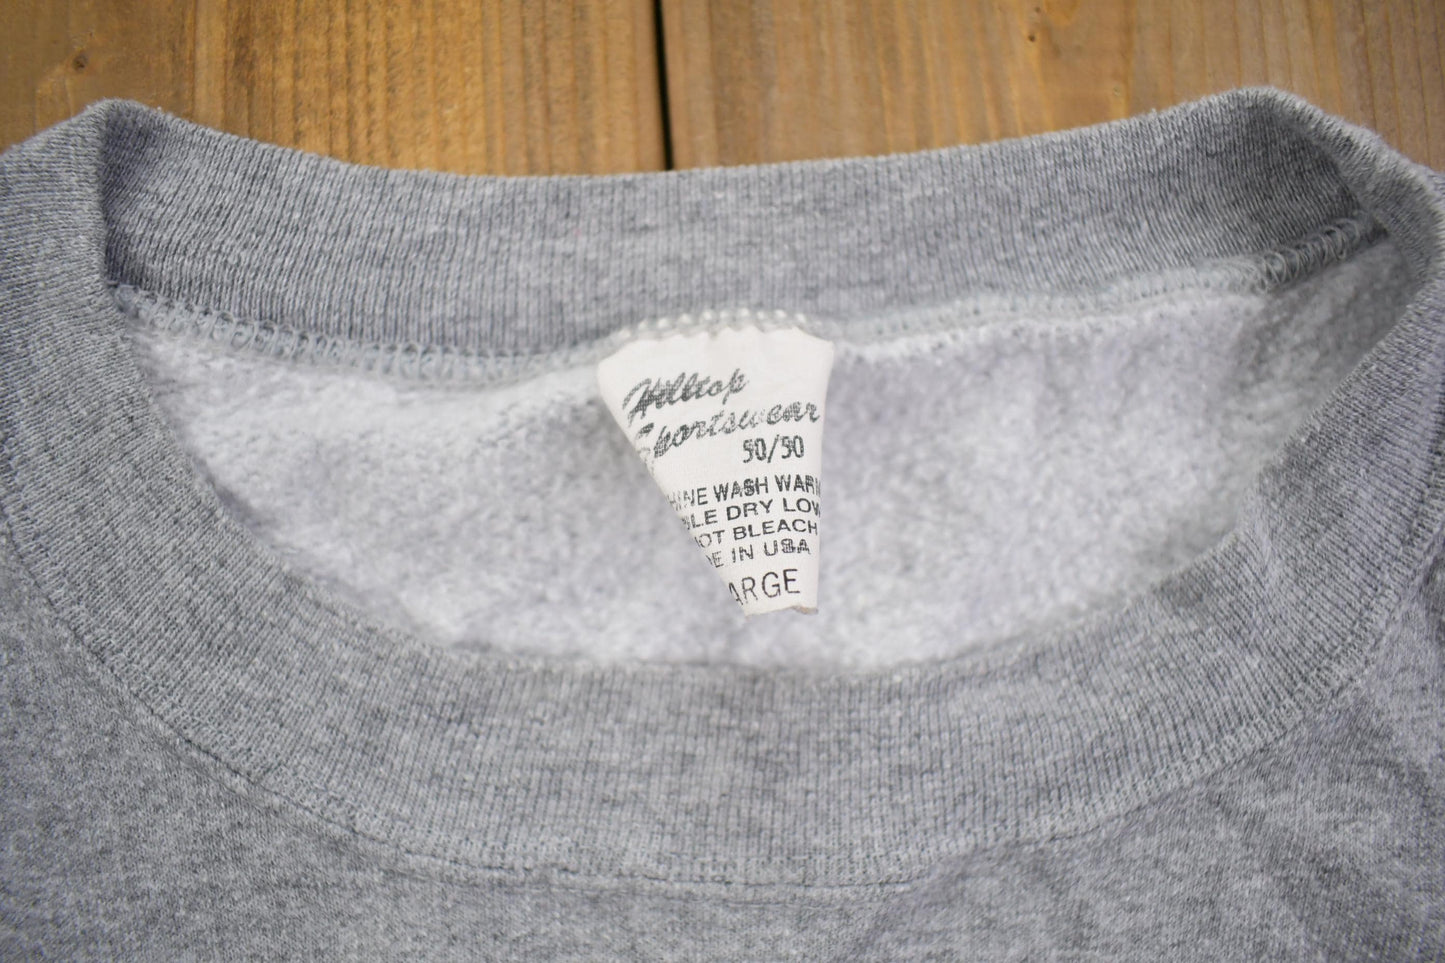 Hilltop
Sportswear
50/50
HINE WASH WARM
BLE DRY LOW
NOT BLEACH
DE IN USA
ARGE